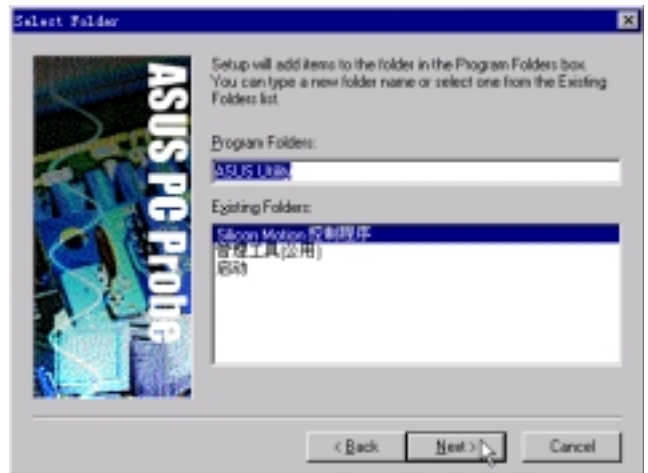 Select Folder
ASUS PC Probe
Setup will add items to the folder in the Program Folders box.
You can type a new folder name or select one from the Existing
Folders list.
Program Folders:
ASUS Utility
Existing Folders:
Silicon Motion 控制程序
管理工具(公用)
启动
< Back
Next >
Cancel